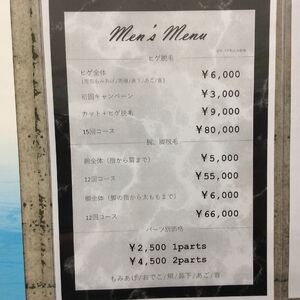 Men's Menu
ヒゲ脱毛
ヒゲ全体 ￥6,000
初回キャンペーン ￥3,000
カット＋ヒゲ脱毛 ￥9,000
15回コース ￥80,000
腕、脚脱毛
腕全体（指から肩まで） ￥5,000
12回コース ￥55,000
脚全体（脚の指から太ももまで） ￥6,000
12回コース ￥66,000
パーツ別価格
￥2,500 1parts
￥4,500 2parts
もみあげ/おでこ/頬/鼻下/あご/首